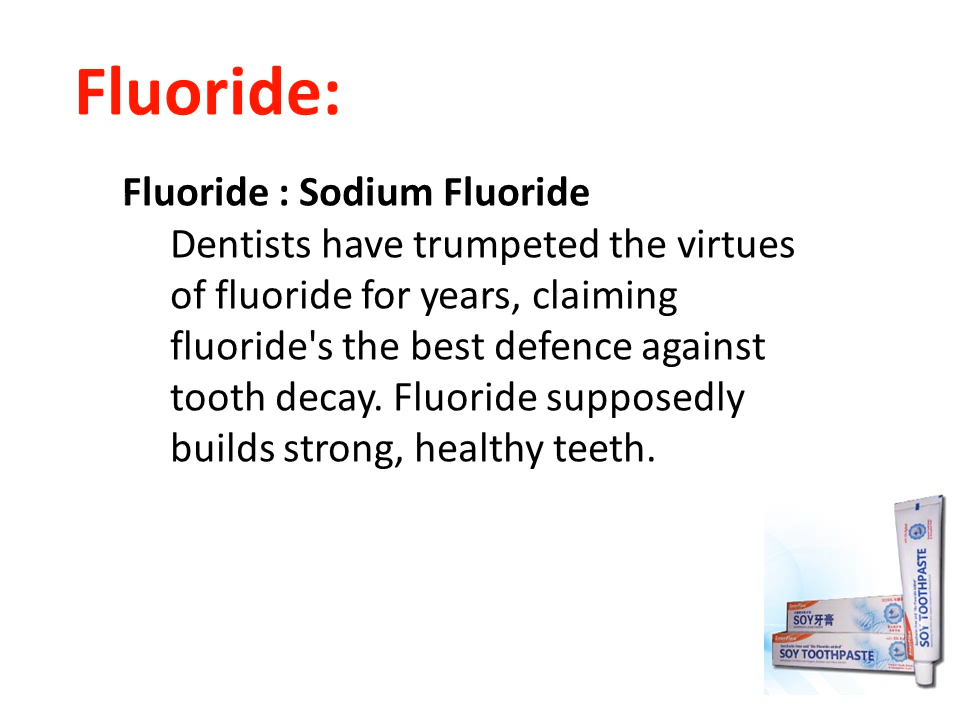 Fluoride:
Fluoride : Sodium Fluoride
Dentists have trumpeted the virtues
of fluoride for years, claiming
fluoride's the best defence against
tooth decay. Fluoride supposedly
builds strong, healthy teeth.
SOY牙膏
SOY TOOTHPASTE
SOY TOOTHPASTE